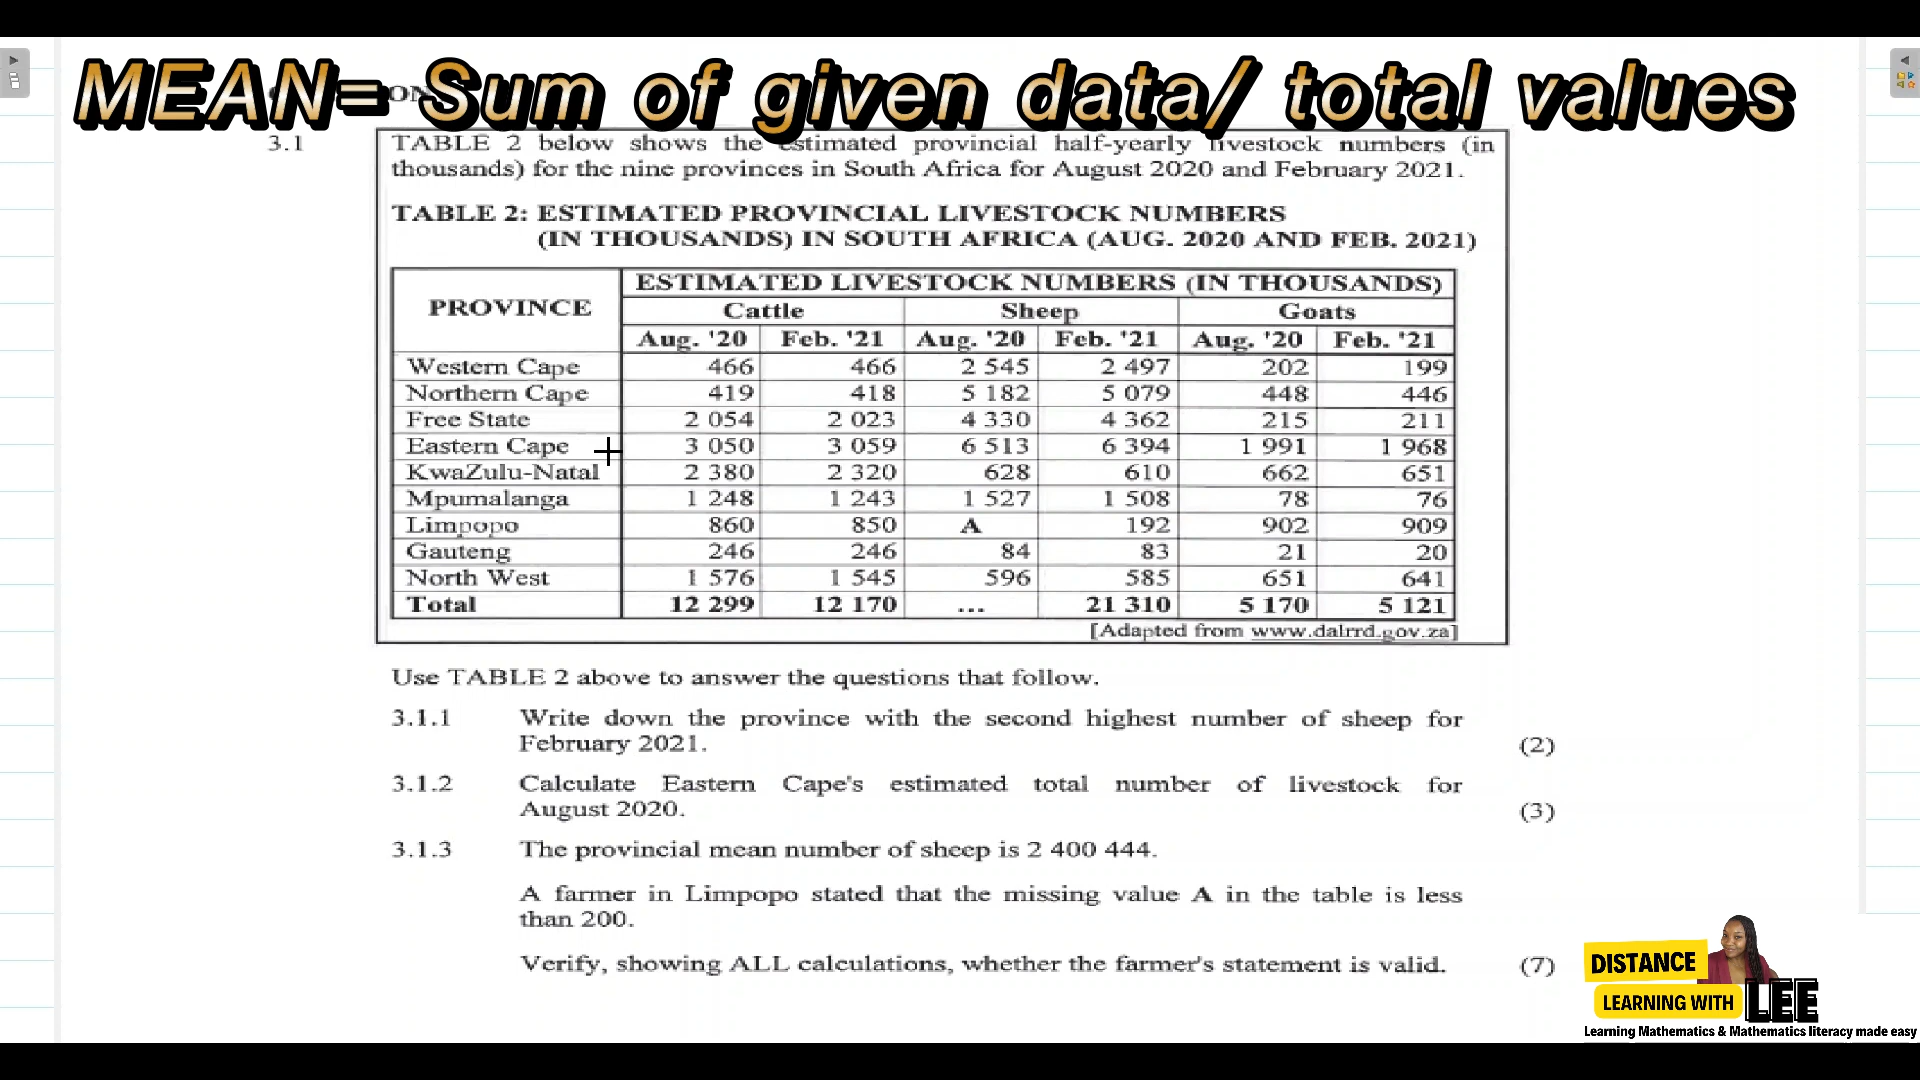 MEAN= Sum of given data/ total values
3.1
TABLE 2 below shows the estimated provincial half-yearly livestock numbers (in
thousands) for the nine provinces in South Africa for August 2020 and February 2021.
TABLE 2: ESTIMATED PROVINCIAL LIVESTOCK NUMBERS
(IN THOUSANDS) IN SOUTH AFRICA (AUG. 2020 AND FEB. 2021)
PROVINCE ESTIMATED LIVESTOCK NUMBERS (IN THOUSANDS)
Cattle Sheep Goats
Aug. '20 Feb. '21 Aug. '20 Feb. '21 Aug. '20 Feb. '21
Western Cape 466 466 2 545 2 497 202 199
Northern Cape 419 418 5 182 5 079 448 446
Free State 2 054 2 023 4 330 4 362 215 211
Eastern Cape 3 050 3 059 6 513 6 394 1 991 1 968
KwaZulu-Natal 2 380 2 320 628 610 662 651
Mpumalanga 1 248 1 243 1 527 1 508 78 76
Limpopo 860 850 A 192 902 909
Gauteng 246 246 84 83 21 20
North West 1 576 1 545 596 585 651 641
Total 12 299 12 170 ... 21 310 5 170 5 121
[Adapted from www.dalrrd.gov.za]
Use TABLE 2 above to answer the questions that follow.
3.1.1 Write down the province with the second highest number of sheep for
February 2021. (2)
3.1.2 Calculate Eastern Cape's estimated total number of livestock for
August 2020. (3)
3.1.3 The provincial mean number of sheep is 2 400 444.
A farmer in Limpopo stated that the missing value A in the table is less
than 200.
Verify, showing ALL calculations, whether the farmer's statement is valid. (7)
DISTANCE
LEARNING WITH LEE
Learning Mathematics & Mathematics literacy made easy